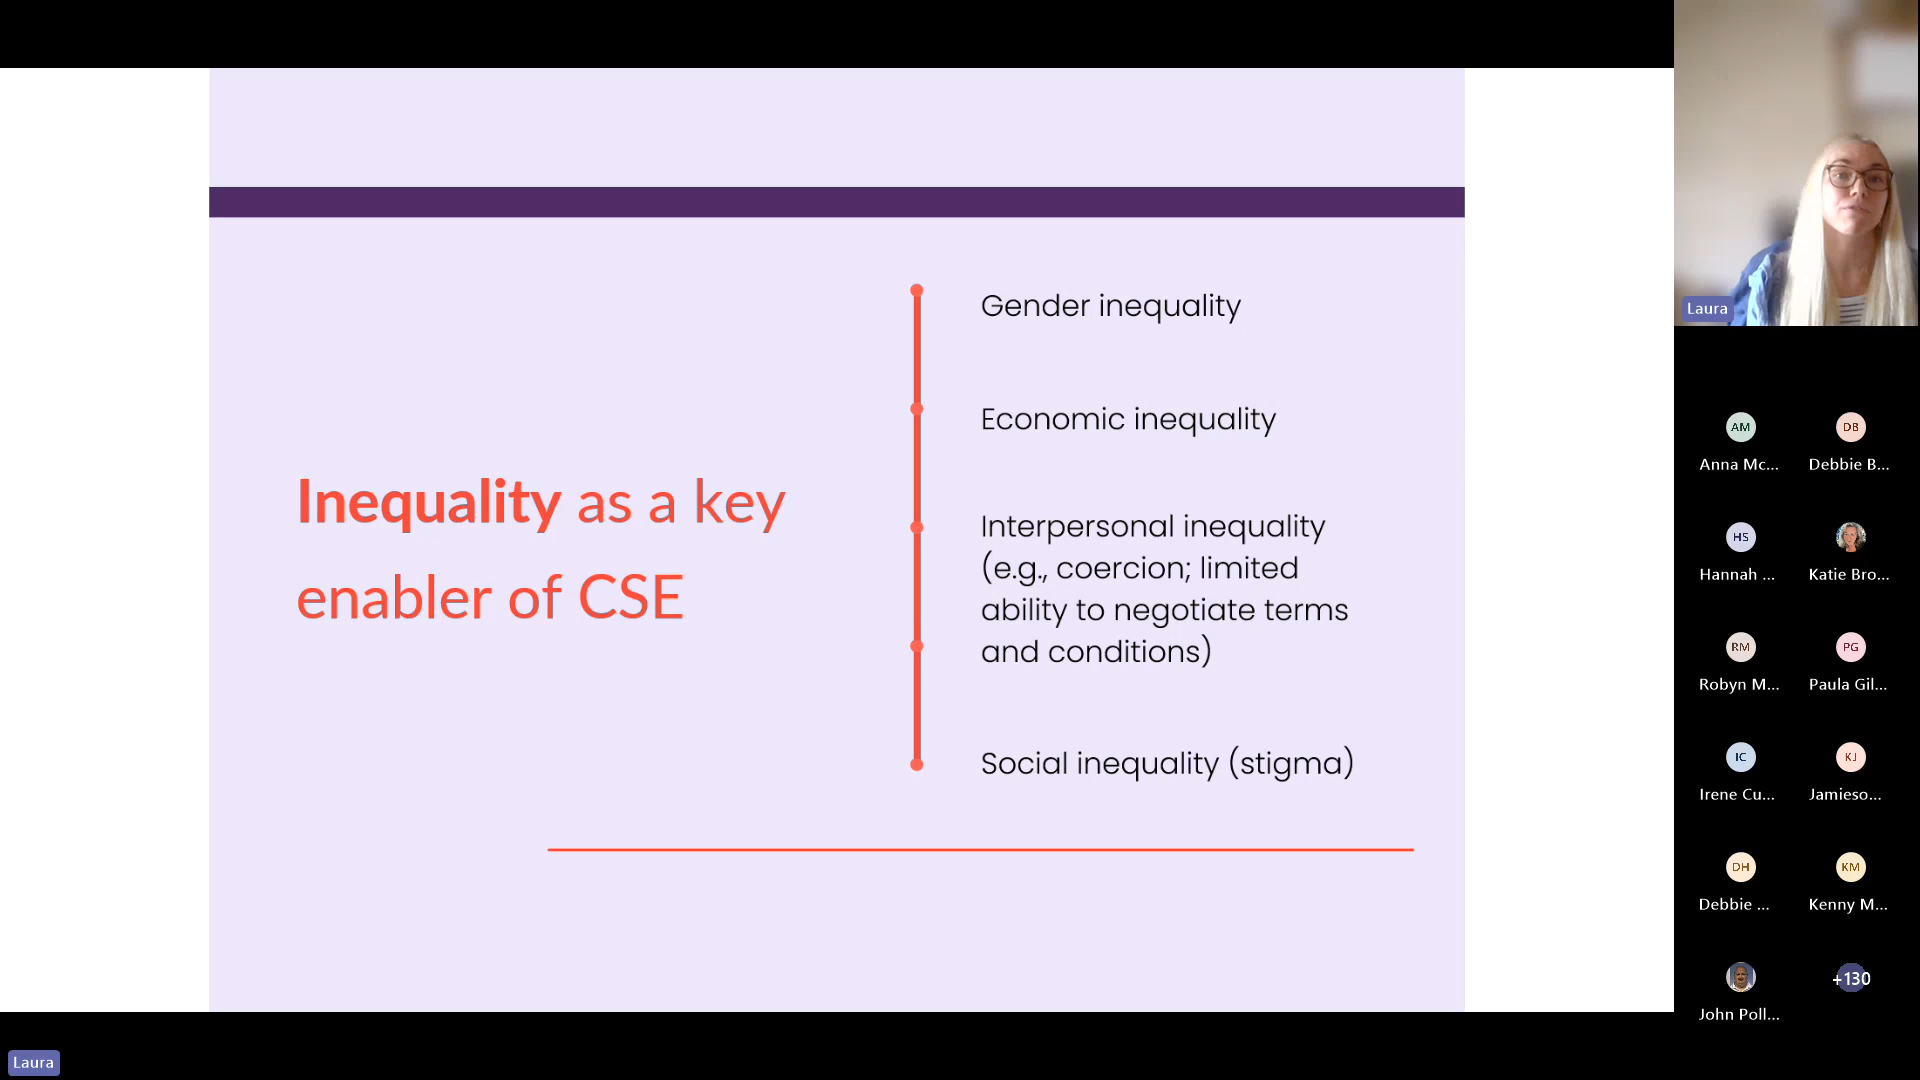 Inequality as a key
enabler of CSE
Gender inequality
Economic inequality
Interpersonal inequality
(e.g., coercion; limited
ability to negotiate terms
and conditions)
Social inequality (stigma)
Laura
AM
DB
Anna Mc...
Debbie B...
HS
Hannah ...
Katie Bro...
RM
PG
Robyn M...
Paula Gil...
IC
KJ
Irene Cu...
Jamieso...
DH
KM
Debbie ...
Kenny M...
+130
John Poll...
Laura